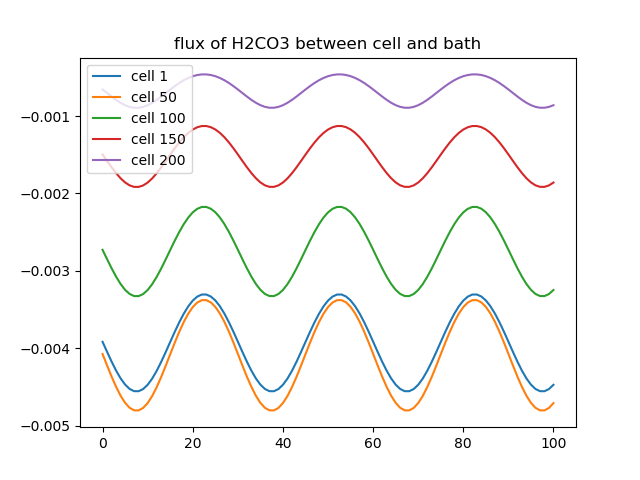 flux of H2CO3 between cell and bath
cell 1
cell 50
cell 100
cell 150
cell 200
−0.001
−0.002
−0.003
−0.004
−0.005
0 20 40 60 80 100